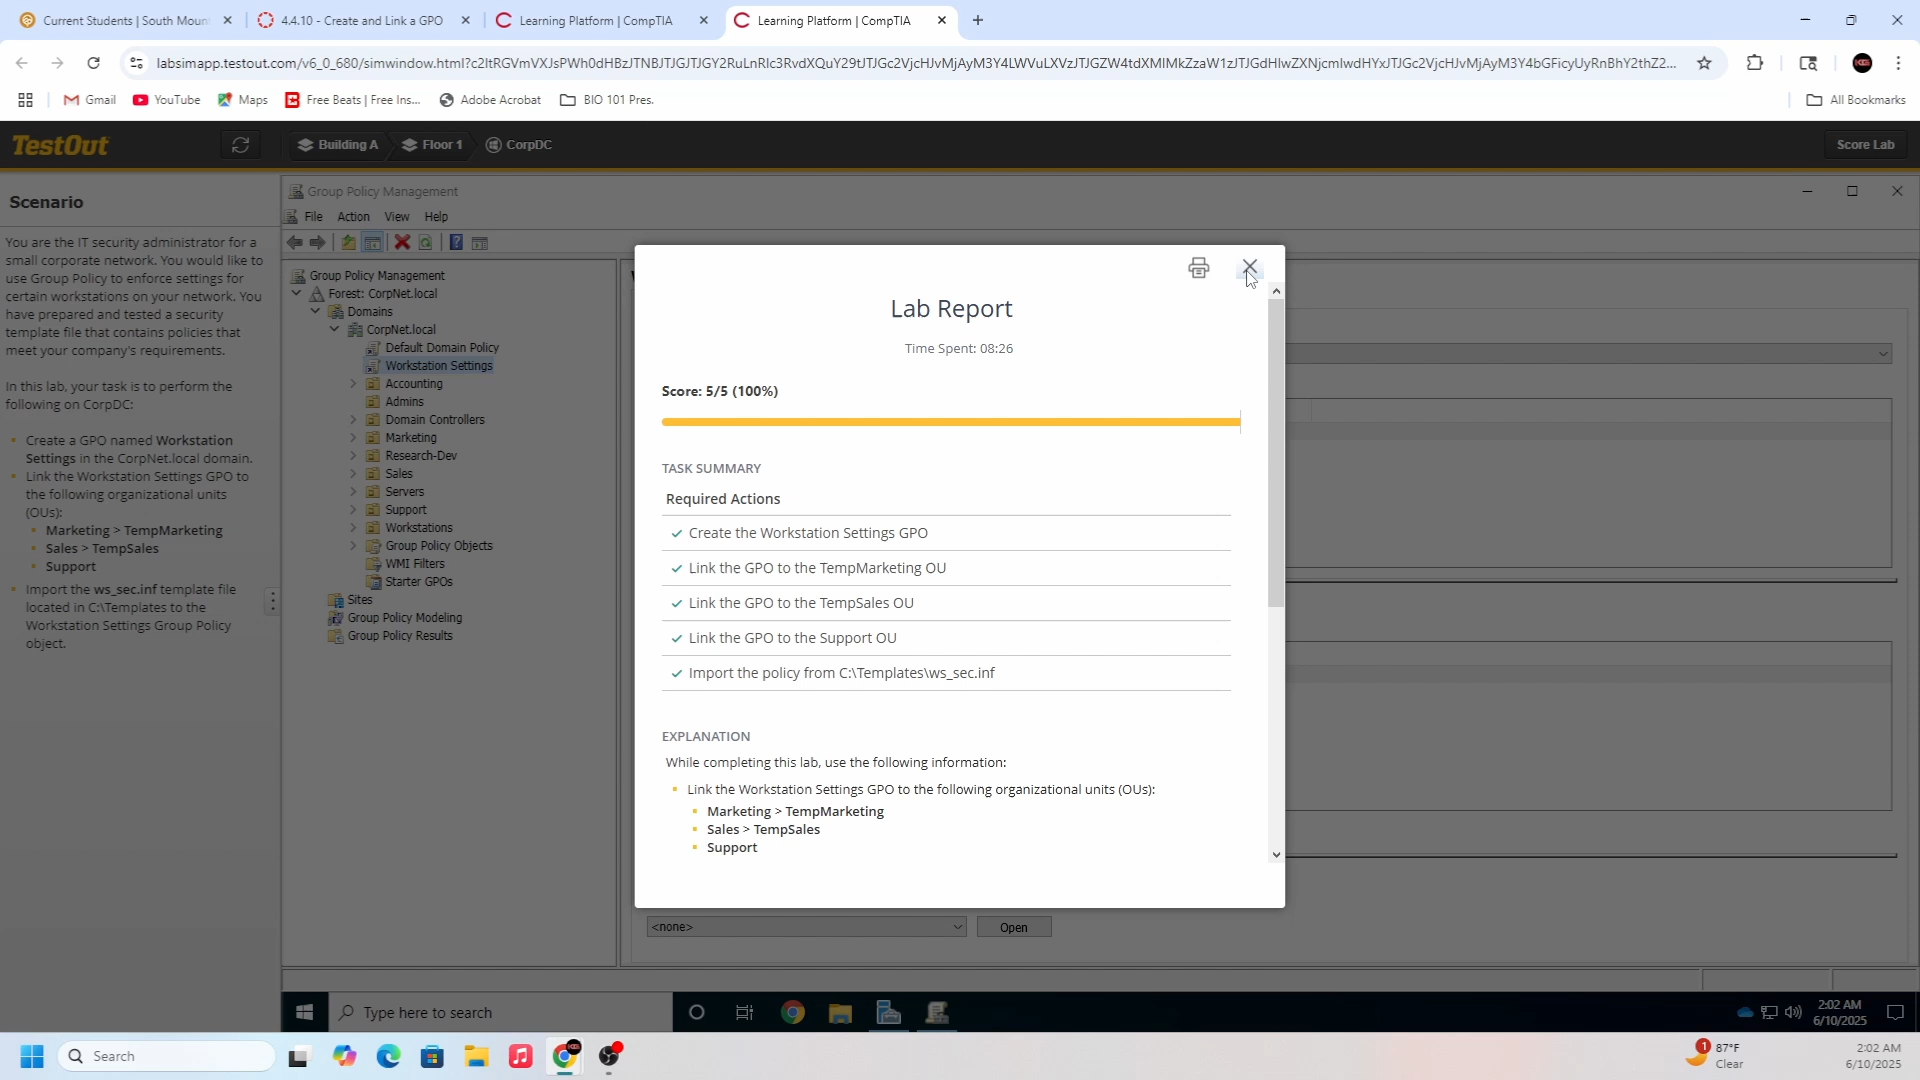 Current Students | South Moun
4.4.10 - Create and Link a GPO
Learning Platform | CompTIA
Learning Platform | CompTIA
Gmail
YouTube
Maps
Free Beats | Free Ins...
Adobe Acrobat
BIO 101 Pres.
All Bookmarks
TestOut
Building A
Floor 1
CorpDC
Score Lab
Scenario
You are the IT security administrator for a
small corporate network. You would like to
use Group Policy to enforce settings for
certain workstations on your network. You
have prepared and tested a security
template file that contains policies that
meet your company's requirements.
In this lab, your task is to perform the
following on CorpDC:
Create a GPO named Workstation
Settings in the CorpNet.local domain.
Link the Workstation Settings GPO to
the following organizational units
(OUs):
Marketing > TempMarketing
Sales > TempSales
Support
Import the ws_sec.inf template file
located in C:\Templates to the
Workstation Settings Group Policy
object.
Group Policy Management
File Action View Help
Group Policy Management
Forest: CorpNet.local
Domains
CorpNet.local
Default Domain Policy
Workstation Settings
Accounting
Admins
Domain Controllers
Marketing
Research-Dev
Sales
Servers
Support
Workstations
Group Policy Objects
WMI Filters
Starter GPOs
Sites
Group Policy Modeling
Group Policy Results
Lab Report
Time Spent: 08:26
Score: 5/5 (100%)
TASK SUMMARY
Required Actions
Create the Workstation Settings GPO
Link the GPO to the TempMarketing OU
Link the GPO to the TempSales OU
Link the GPO to the Support OU
Import the policy from C:\Templates\ws_sec.inf
EXPLANATION
While completing this lab, use the following information:
Link the Workstation Settings GPO to the following organizational units (OUs):
Marketing > TempMarketing
Sales > TempSales
Support
<none>
Open
Type here to search
2:02 AM
6/10/2025
Search
1
87°F
Clear
2:02 AM
6/10/2025